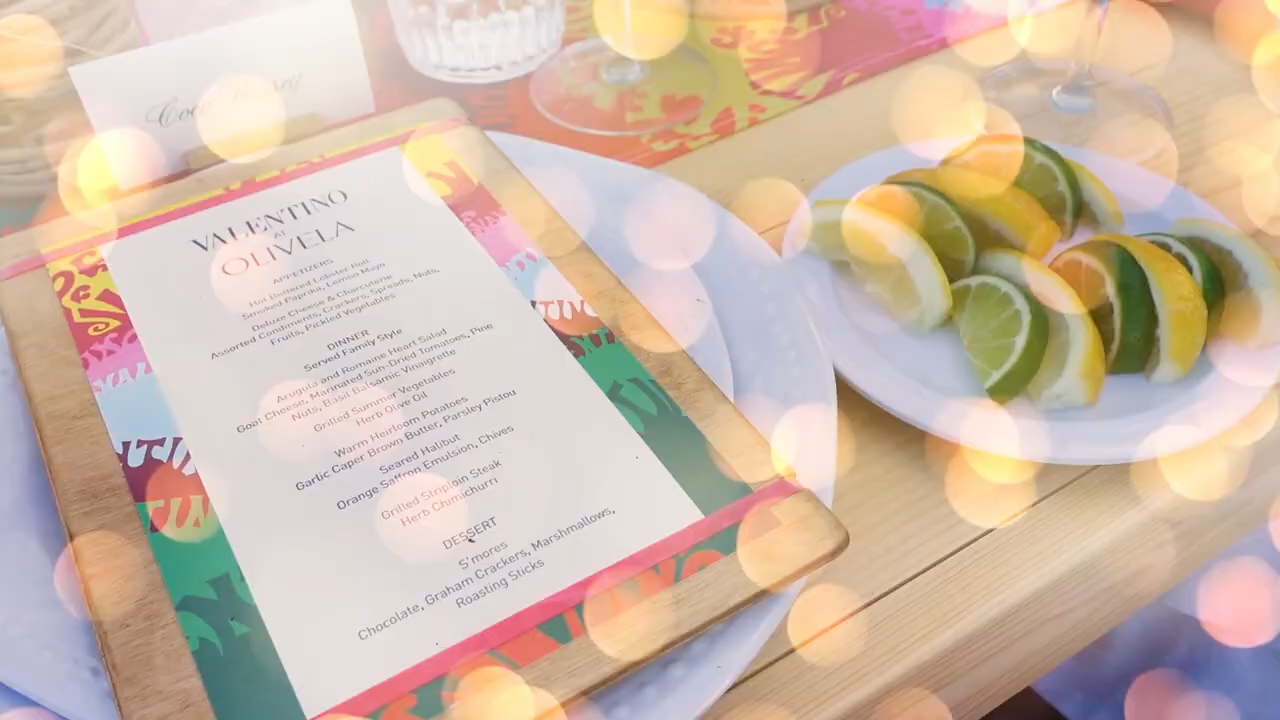 VALENTINO
AT
OLIVELA
APPETIZERS
Hot Buttered Lobster Roll
Smoked Paprika, Lemon Mayo
Deluxe Cheese & Charcuterie
Assorted Condiments, Crackers, Spreads, Nuts,
Fruits, Pickled Vegetables
DINNER
Served Family Style
Arugula and Romaine Heart Salad
Goat Cheese, Marinated Sun-Dried Tomatoes, Pine
Nuts, Basil Balsamic Vinaigrette
Grilled Summer Vegetables
Herb Olive Oil
Warm Heirloom Potatoes
Garlic Caper Brown Butter, Parsley Pistou
Seared Halibut
Orange Saffron Emulsion, Chives
Grilled Striploin Steak
Herb Chimichurri
DESSERT
S'mores
Chocolate, Graham Crackers, Marshmallows,
Roasting Sticks